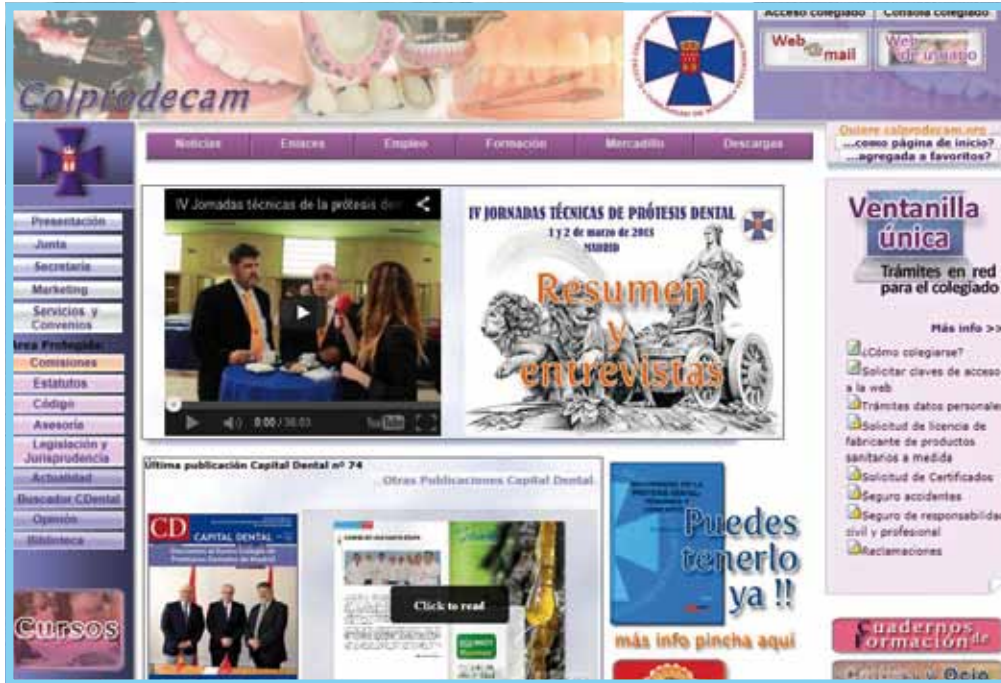 Acceso colegiado
Consola colegiado
Web
mail
Web
de usuario
Colprodecam
Noticias
Enlaces
Empleo
Formación
Mercadillo
Descargas
Quiere colprodecam.org ...
...como página de inicio?
...agregada a favoritos?
Presentación
Junta
Secretaría
Marketing
Servicios y
Convenios
Area Protegida:
Comisiones
Estatutos
Código
Asesoría
Legislación y
Jurisprudencia
Actualidad
Buscador CDental
Opinión
Biblioteca
Cursos
IV Jornadas técnicas de la prótesis den
0:00 / 36:03
YouTube
IV JORNADAS TÉCNICAS DE PRÓTESIS DENTAL
1 y 2 de marzo de 2013
MADRID
Resumen
y
entrevistas
Última publicación Capital Dental nº 74
Otras Publicaciones Capital Dental
CD
CAPITAL DENTAL
Click to read
Puedes
tenerlo
ya !!
más info pincha aquí
Ventanilla
única
Trámites en red
para el colegiado
Más info >>
¿Cómo colegiarse?
Solicitar claves de acceso
a la web
Trámites datos personales
Solicitud de licencia de
fabricante de productos
sanitarios a medida
Solicitud de Certificados
Seguro accidentes
Seguro de responsabilidad
civil y profesional
Reclamaciones
Cuadernos de
Formación
y Ocio